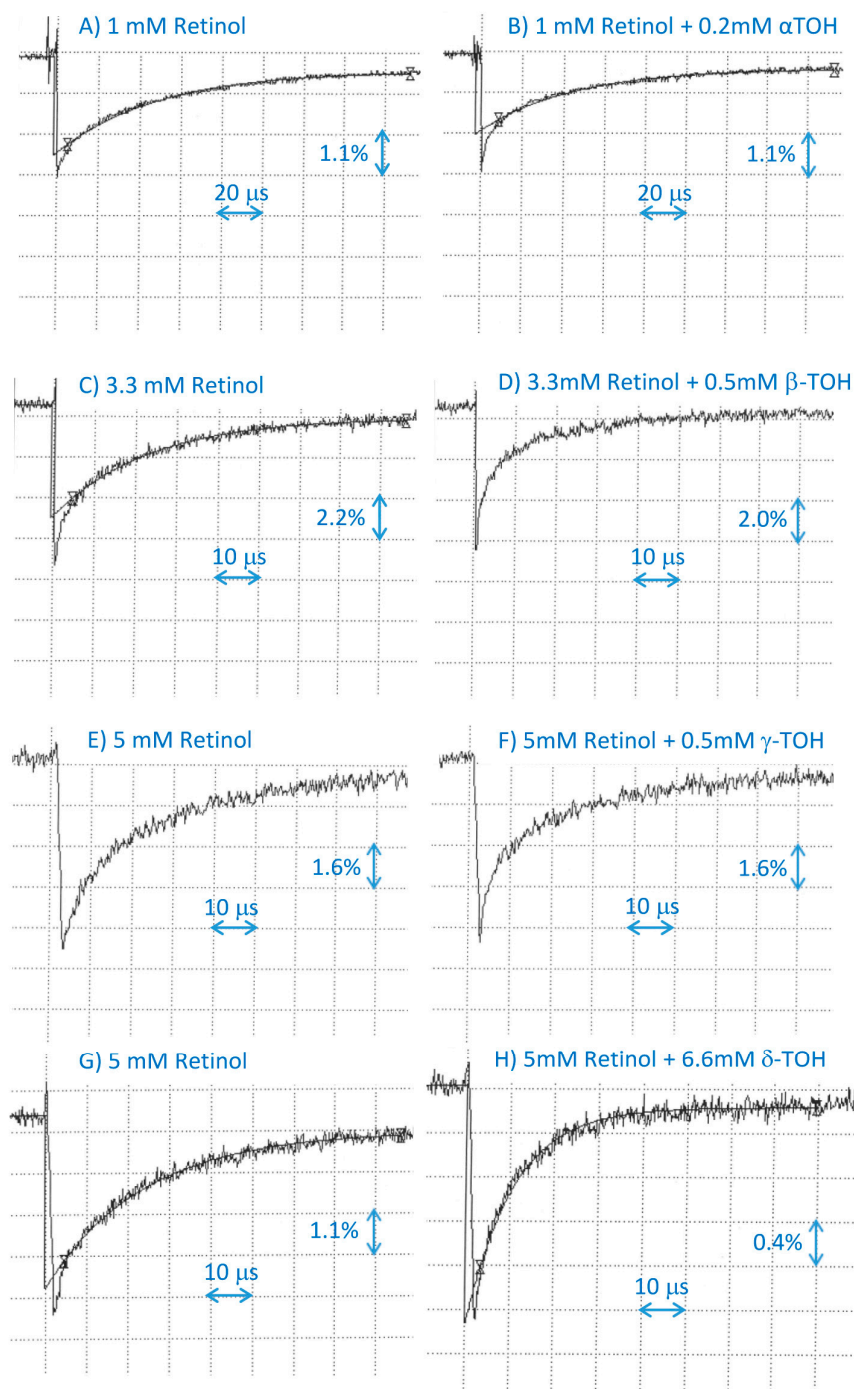 A) 1 mM Retinol
B) 1 mM Retinol + 0.2mM αTOH
1.1%
1.1%
20 µs
20 µs
C) 3.3 mM Retinol
D) 3.3mM Retinol + 0.5mM β-TOH
2.2%
2.0%
10 µs
10 µs
E) 5 mM Retinol
F) 5mM Retinol + 0.5mM γ-TOH
1.6%
1.6%
10 µs
10 µs
G) 5 mM Retinol
H) 5mM Retinol + 6.6mM δ-TOH
1.1%
0.4%
10 µs
10 µs